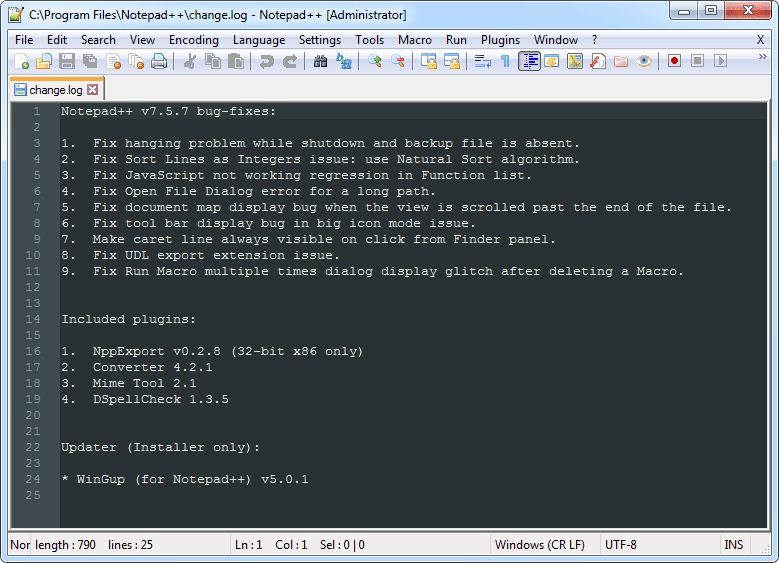 C:\Program Files\Notepad++\change.log - Notepad++ [Administrator]
File Edit Search View Encoding Language Settings Tools Macro Run Plugins Window ? X
change.log
1 Notepad++ v7.5.7 bug-fixes:
2
3 1. Fix hanging problem while shutdown and backup file is absent.
4 2. Fix Sort Lines as Integers issue: use Natural Sort algorithm.
5 3. Fix JavaScript not working regression in Function list.
6 4. Fix Open File Dialog error for a long path.
7 5. Fix document map display bug when the view is scrolled past the end of the file.
8 6. Fix tool bar display bug in big icon mode issue.
9 7. Make caret line always visible on click from Finder panel.
10 8. Fix UDL export extension issue.
11 9. Fix Run Macro multiple times dialog display glitch after deleting a Macro.
12
13
14 Included plugins:
15
16 1. NppExport v0.2.8 (32-bit x86 only)
17 2. Converter 4.2.1
18 3. Mime Tool 2.1
19 4. DSpellCheck 1.3.5
20
21
22 Updater (Installer only):
23
24 * WinGup (for Notepad++) v5.0.1
25
Nor length : 790 lines : 25 Ln : 1 Col : 1 Sel : 0 | 0 Windows (CR LF) UTF-8 INS